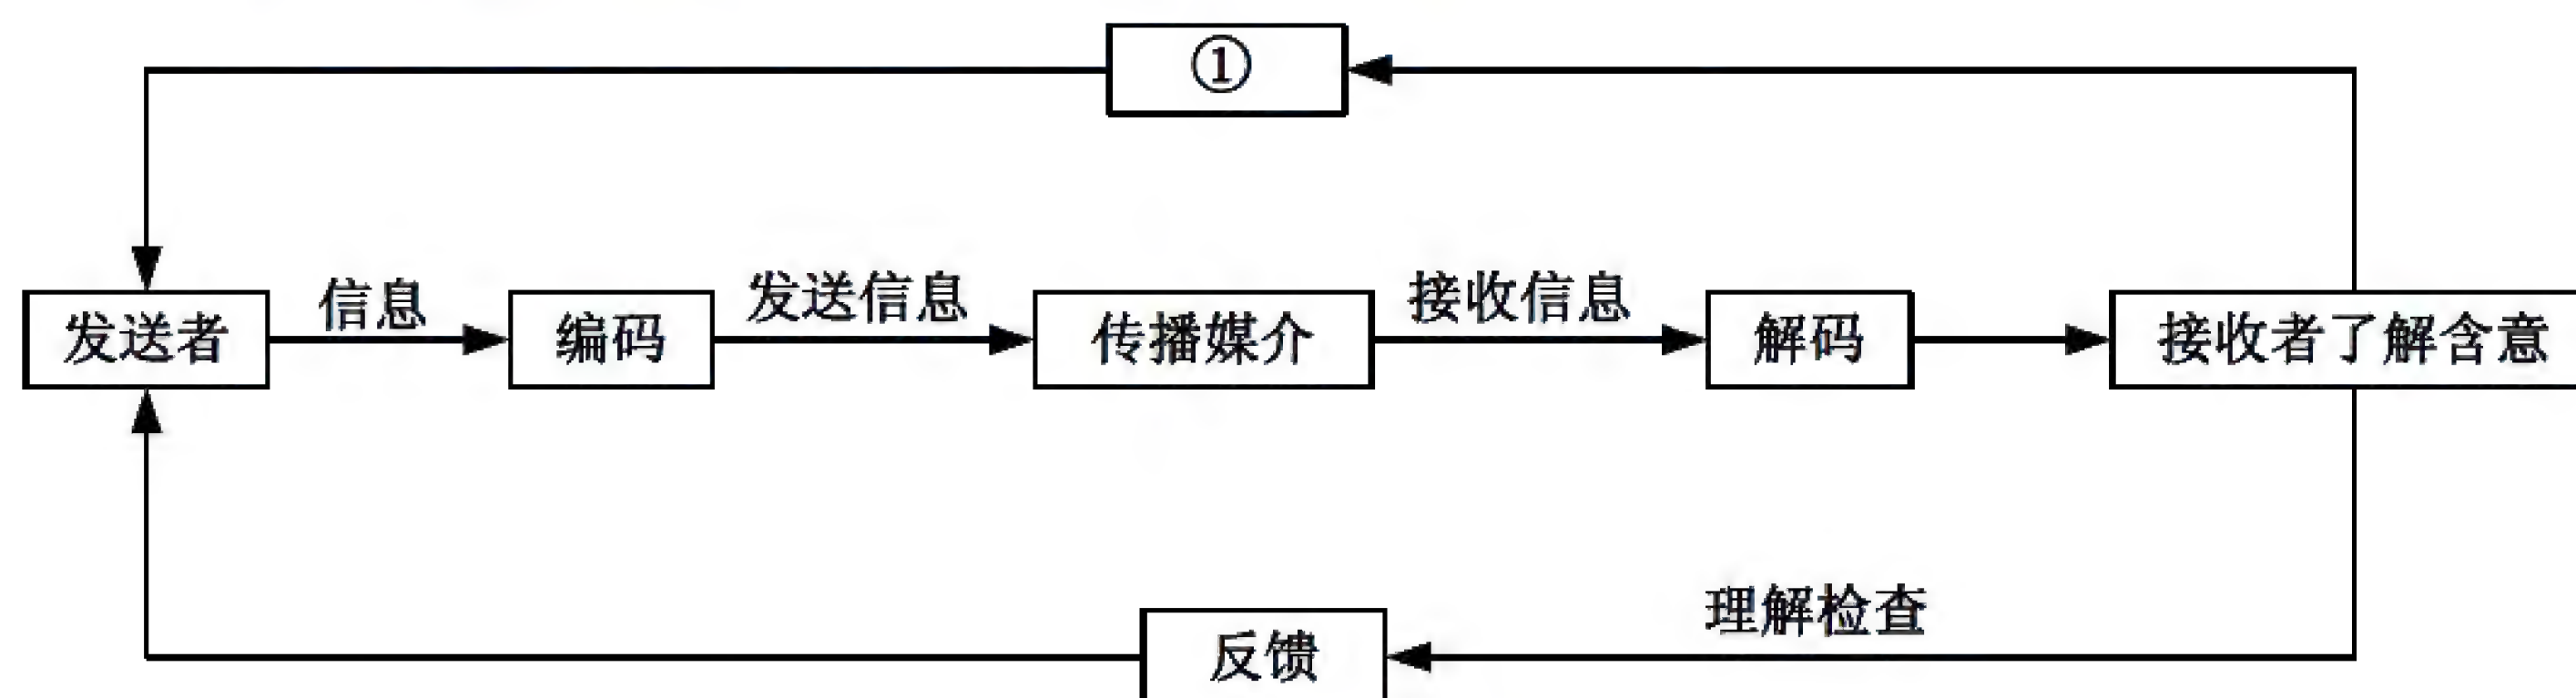 ①
信息
发送信息
接收信息
发送者
编码
传播媒介
解码
接收者了解含意
理解检查
反馈